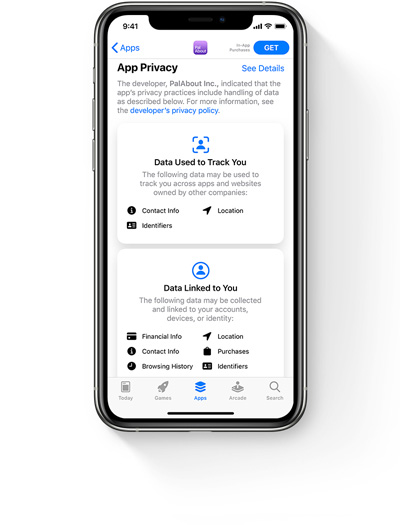 9:41
Apps
Pal
About
In-App
Purchases
GET
App Privacy
See Details
The developer, PalAbout Inc., indicated that the
app's privacy practices include handling of data
as described below. For more information, see
the developer's privacy policy.
Data Used to Track You
The following data may be used to
track you across apps and websites
owned by other companies:
Contact Info
Location
Identifiers
Data Linked to You
The following data may be collected
and linked to your accounts,
devices, or identity:
Financial Info
Location
Contact Info
Purchases
Browsing History
Identifiers
Today
Games
Apps
Arcade
Search